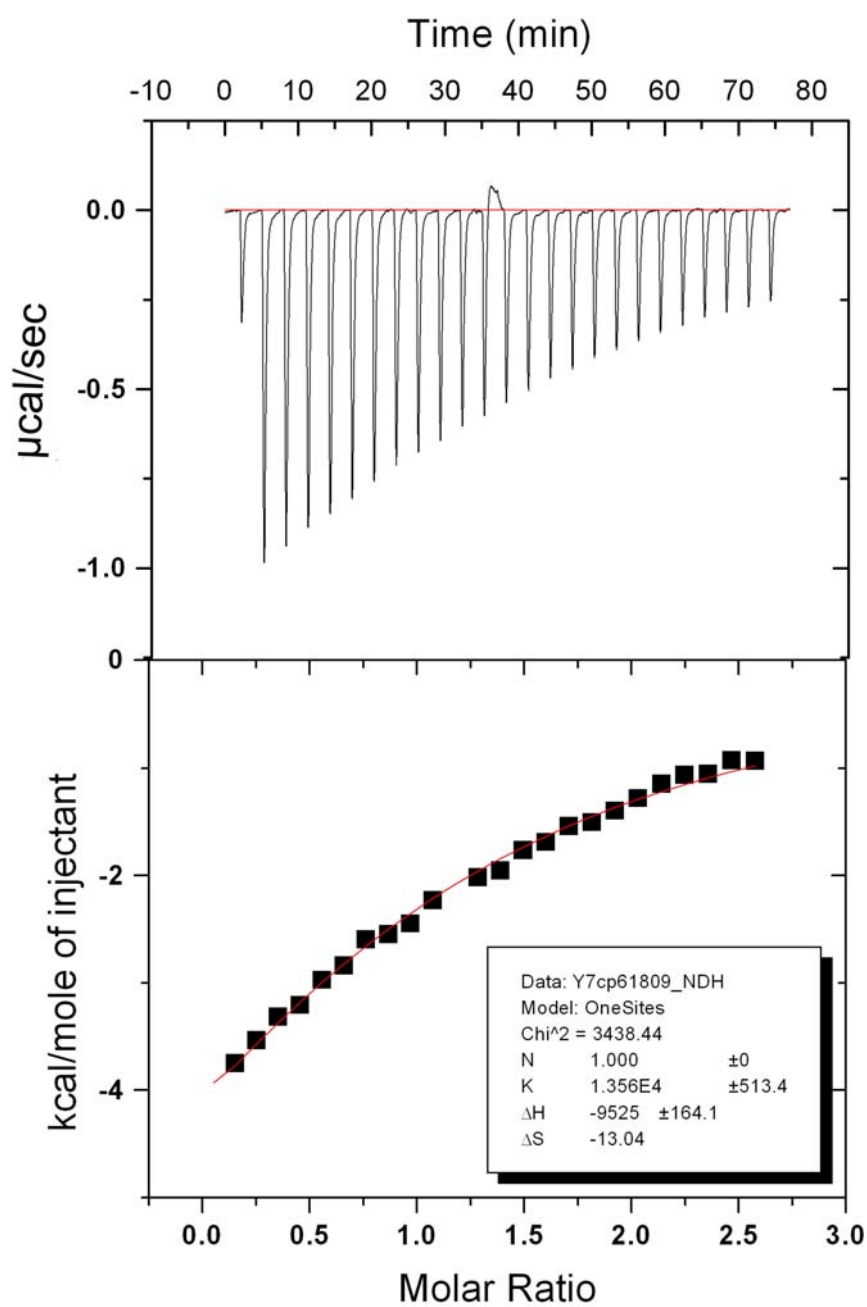 Time (min)
-10 0 10 20 30 40 50 60 70 80
0.0
-0.5
-1.0
µcal/sec
0
-2
-4
kcal/mole of injectant
Data: Y7cp61809_NDH
Model: OneSites
Chi^2 = 3438.44
N 1.000 ±0
K 1.356E4 ±513.4
ΔH -9525 ±164.1
ΔS -13.04
0.0 0.5 1.0 1.5 2.0 2.5 3.0
Molar Ratio